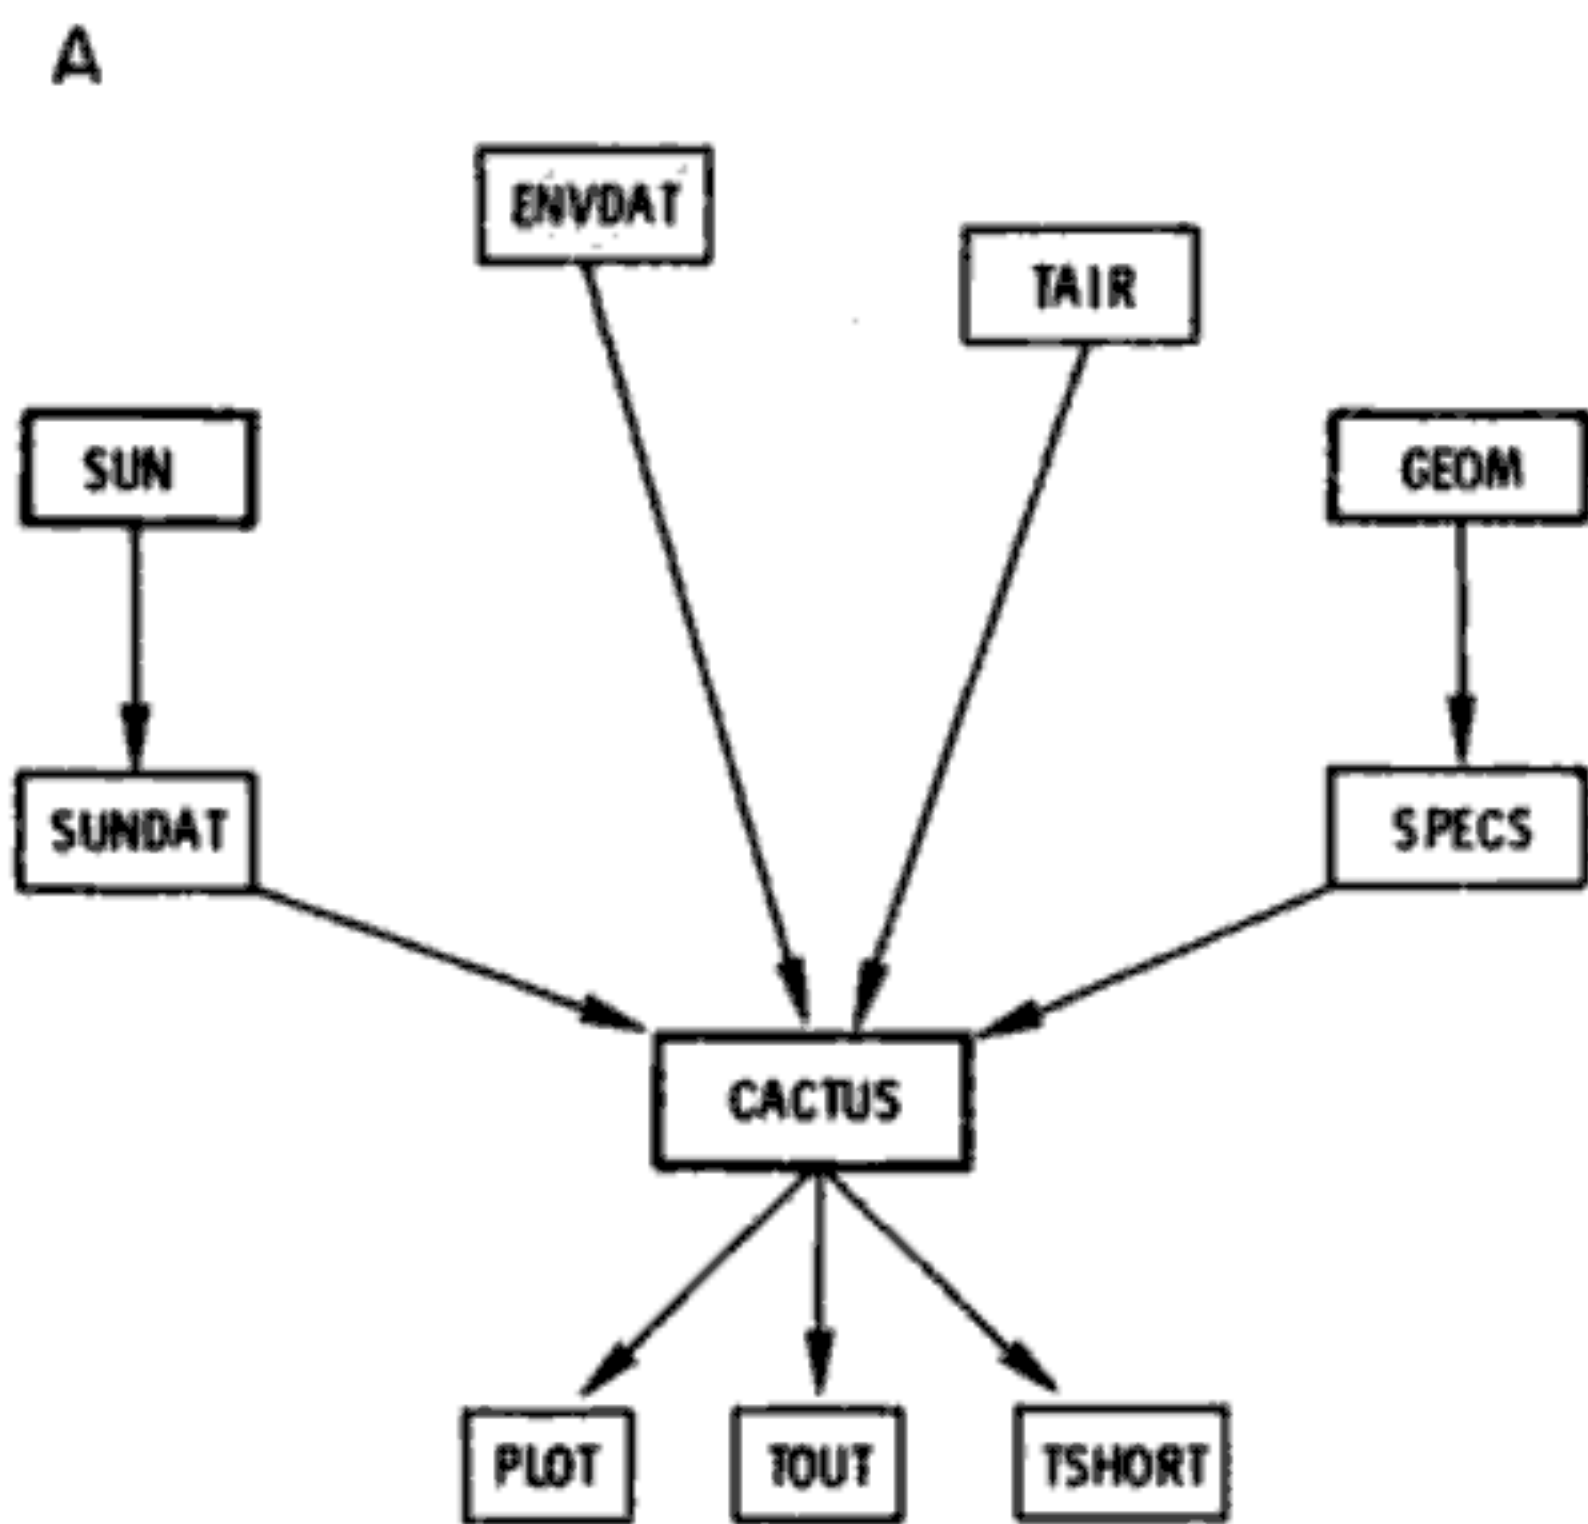 A
ENVDAT
TAIR
SUN
GEOM
SUNDAT
SPECS
CACTUS
PLOT
TOUT
TSHORT